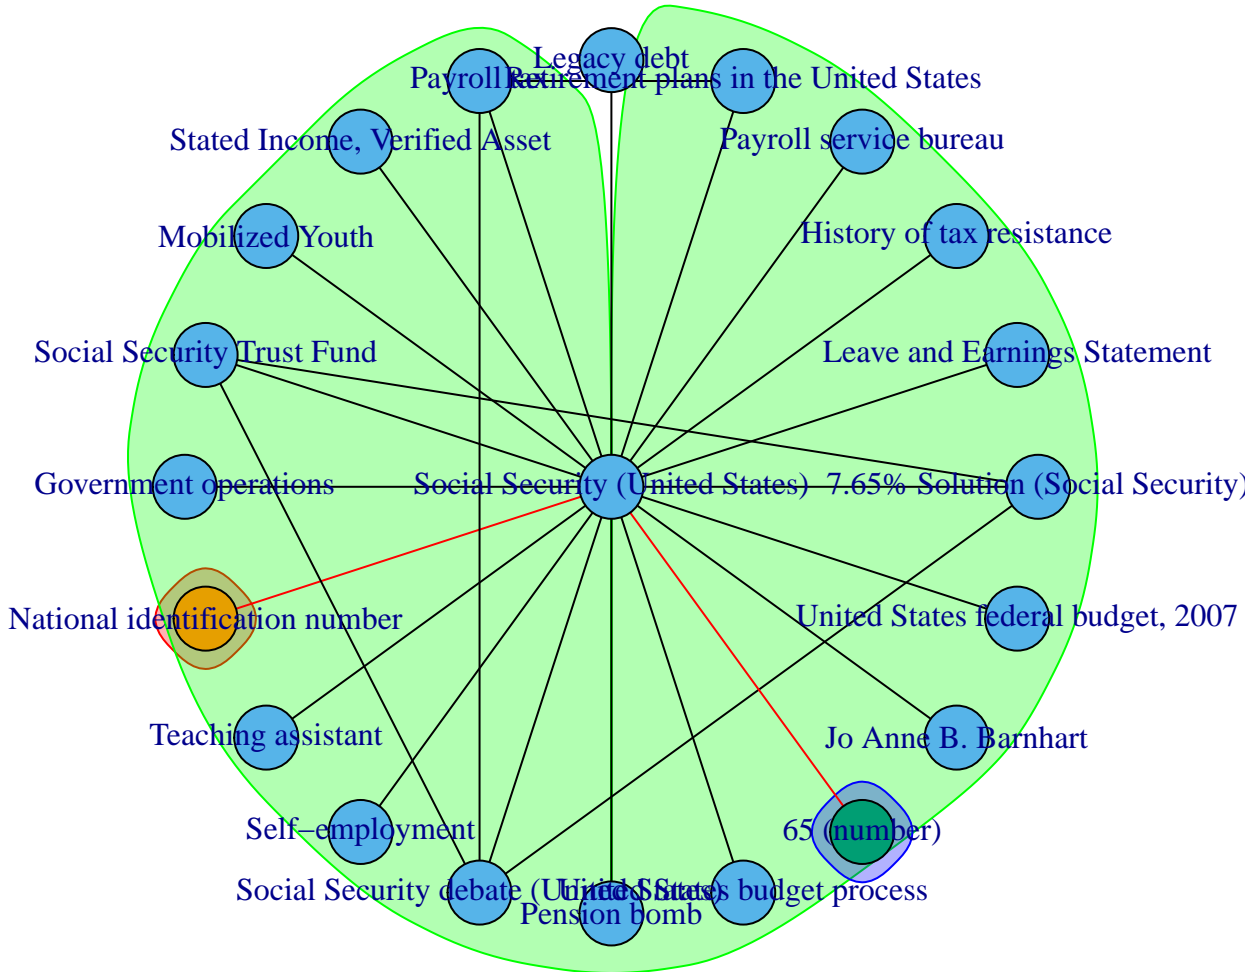 Legacy debt
Payroll tax
Retirement plans in the United States
Stated Income, Verified Asset
Payroll service bureau
Mobilized Youth
History of tax resistance
Social Security Trust Fund
Leave and Earnings Statement
Government operations
Social Security (United States)
7.65% Solution (Social Security)
National identification number
United States federal budget, 2007
Teaching assistant
Jo Anne B. Barnhart
Self−employment
65 (number)
Social Security debate (United States)
United States budget process
Pension bomb